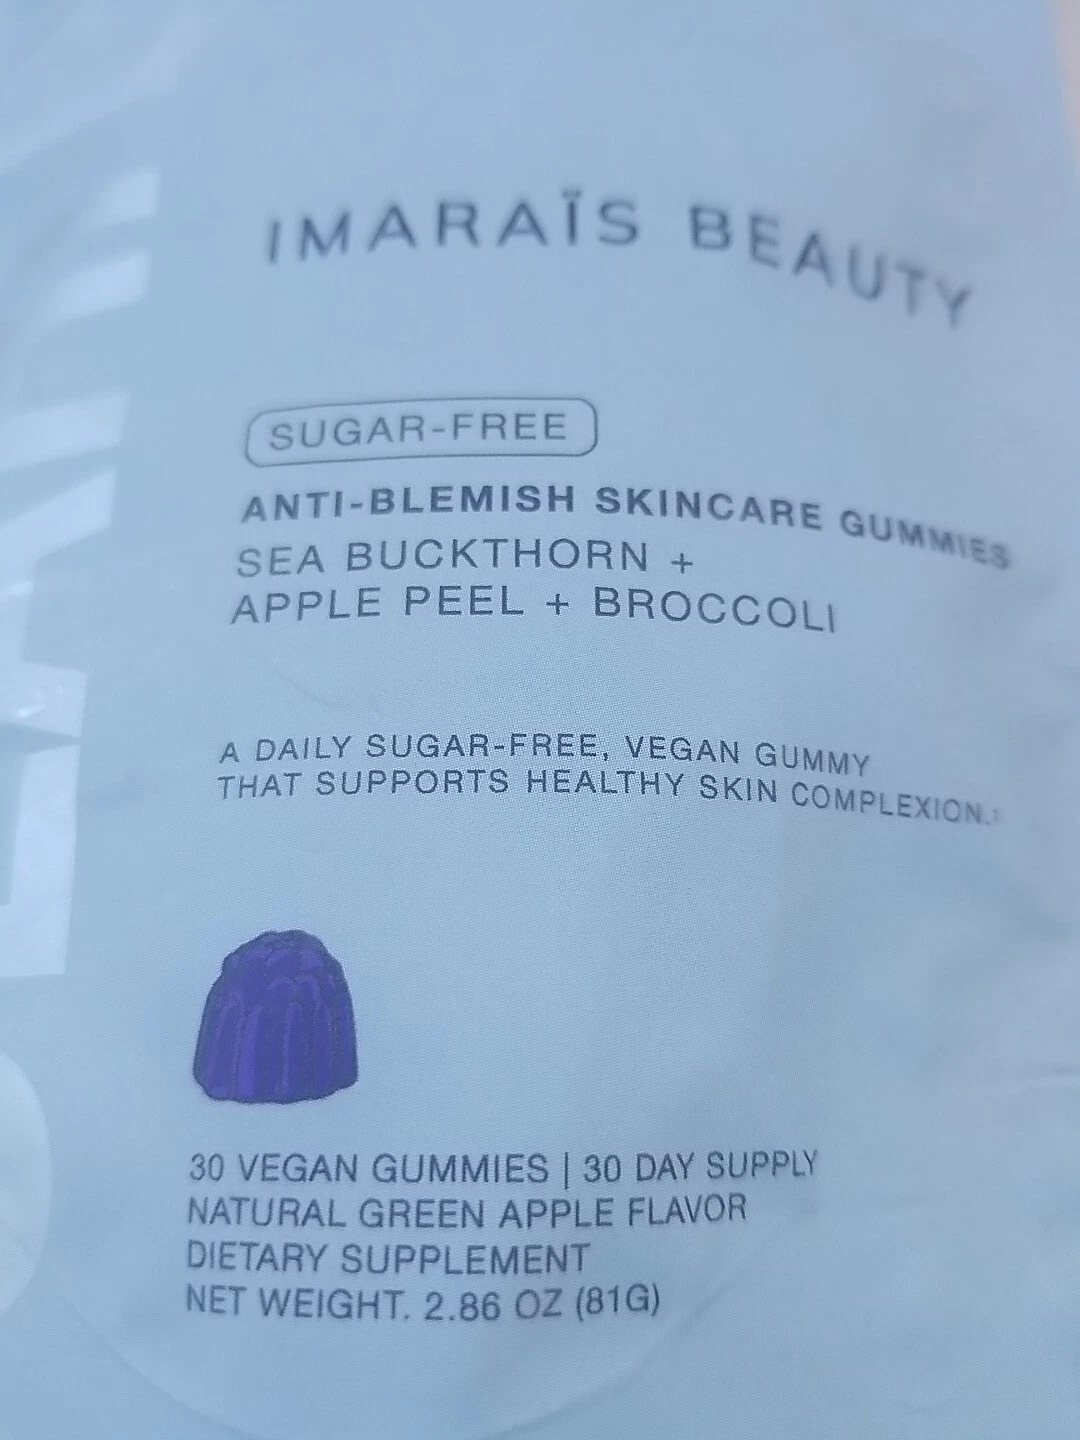 IMARAÏS BEAUTY
SUGAR-FREE
ANTI-BLEMISH SKINCARE GUMMIES
SEA BUCKTHORN +
APPLE PEEL + BROCCOLI
A DAILY SUGAR-FREE, VEGAN GUMMY
THAT SUPPORTS HEALTHY SKIN COMPLEXION.
30 VEGAN GUMMIES | 30 DAY SUPPLY
NATURAL GREEN APPLE FLAVOR
DIETARY SUPPLEMENT
NET WEIGHT. 2.86 OZ (81G)